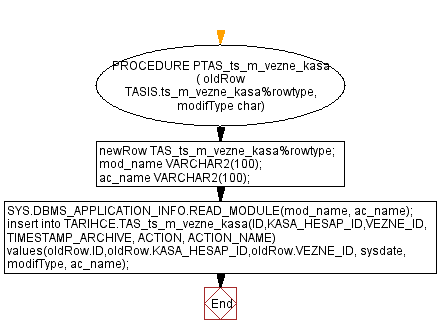 PROCEDURE PTAS_ts_m_vezne_kasa
( oldRow
TASIS.ts_m_vezne_kasa%rowtype,
modifType char)
newRow TAS_ts_m_vezne_kasa%rowtype;
mod_name VARCHAR2(100);
ac_name VARCHAR2(100);
SYS.DBMS_APPLICATION_INFO.READ_MODULE(mod_name, ac_name);
insert into TARIHCE.TAS_ts_m_vezne_kasa(ID,KASA_HESAP_ID,VEZNE_ID,
TIMESTAMP_ARCHIVE, ACTION, ACTION_NAME)
values(oldRow.ID,oldRow.KASA_HESAP_ID,oldRow.VEZNE_ID, sysdate,
modifType, ac_name);
End